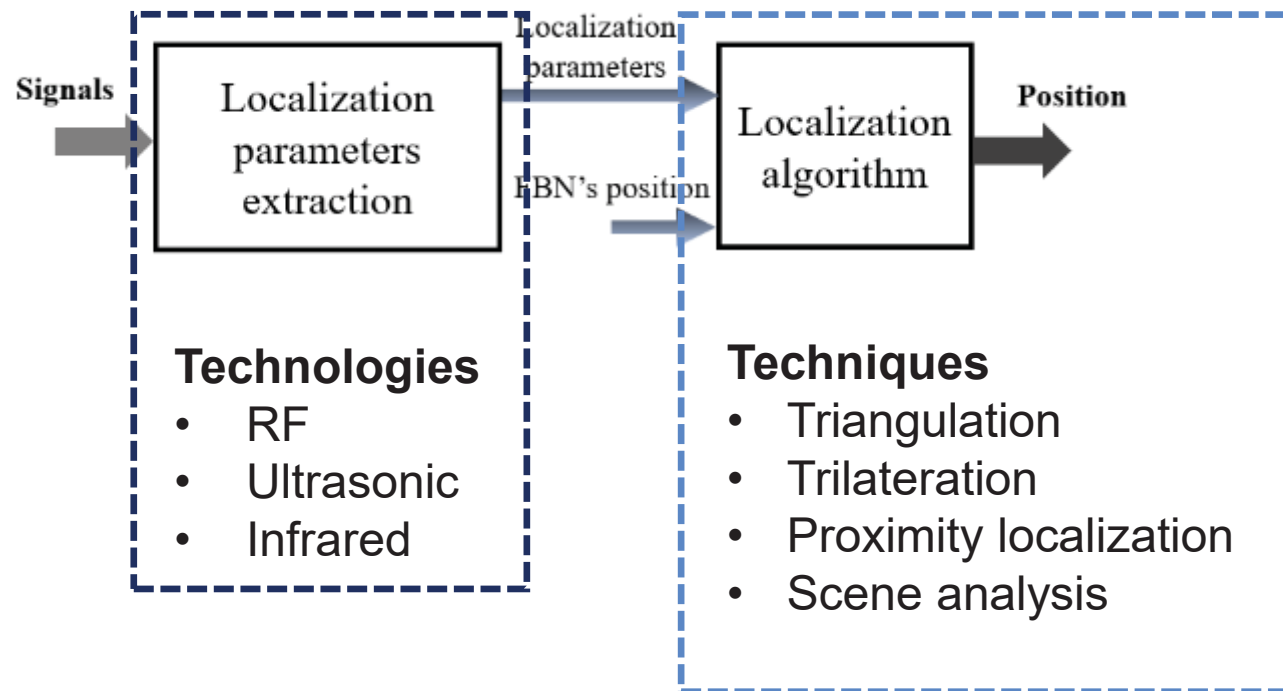 Signals
Localization
parameters
extraction
Localization
parameters
FBN's position
Localization
algorithm
Position
Technologies
• RF
• Ultrasonic
• Infrared
Techniques
• Triangulation
• Trilateration
• Proximity localization
• Scene analysis